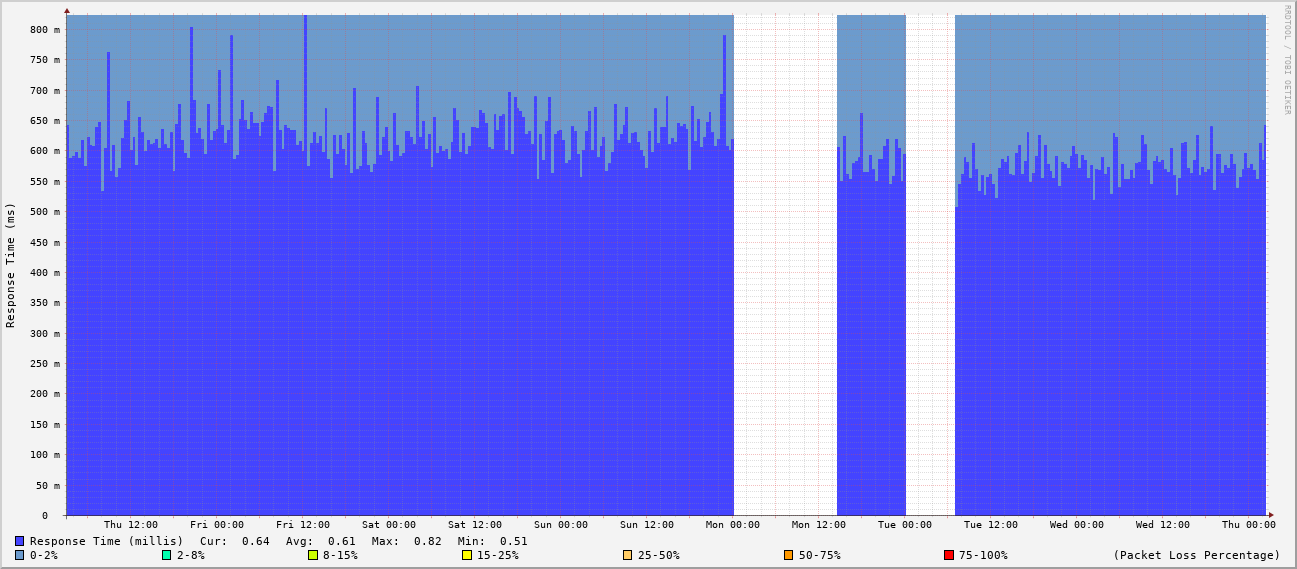 RRDTOOL / TOBI OETIKER
Response Time (ms)
800 m
750 m
700 m
650 m
600 m
550 m
500 m
450 m
400 m
350 m
300 m
250 m
200 m
150 m
100 m
50 m
0
Thu 12:00 Fri 00:00 Fri 12:00 Sat 00:00 Sat 12:00 Sun 00:00 Sun 12:00 Mon 00:00 Mon 12:00 Tue 00:00 Tue 12:00 Wed 00:00 Wed 12:00 Thu 00:00
Response Time (millis) Cur: 0.64 Avg: 0.61 Max: 0.82 Min: 0.51
0-2% 2-8% 8-15% 15-25% 25-50% 50-75% 75-100% (Packet Loss Percentage)